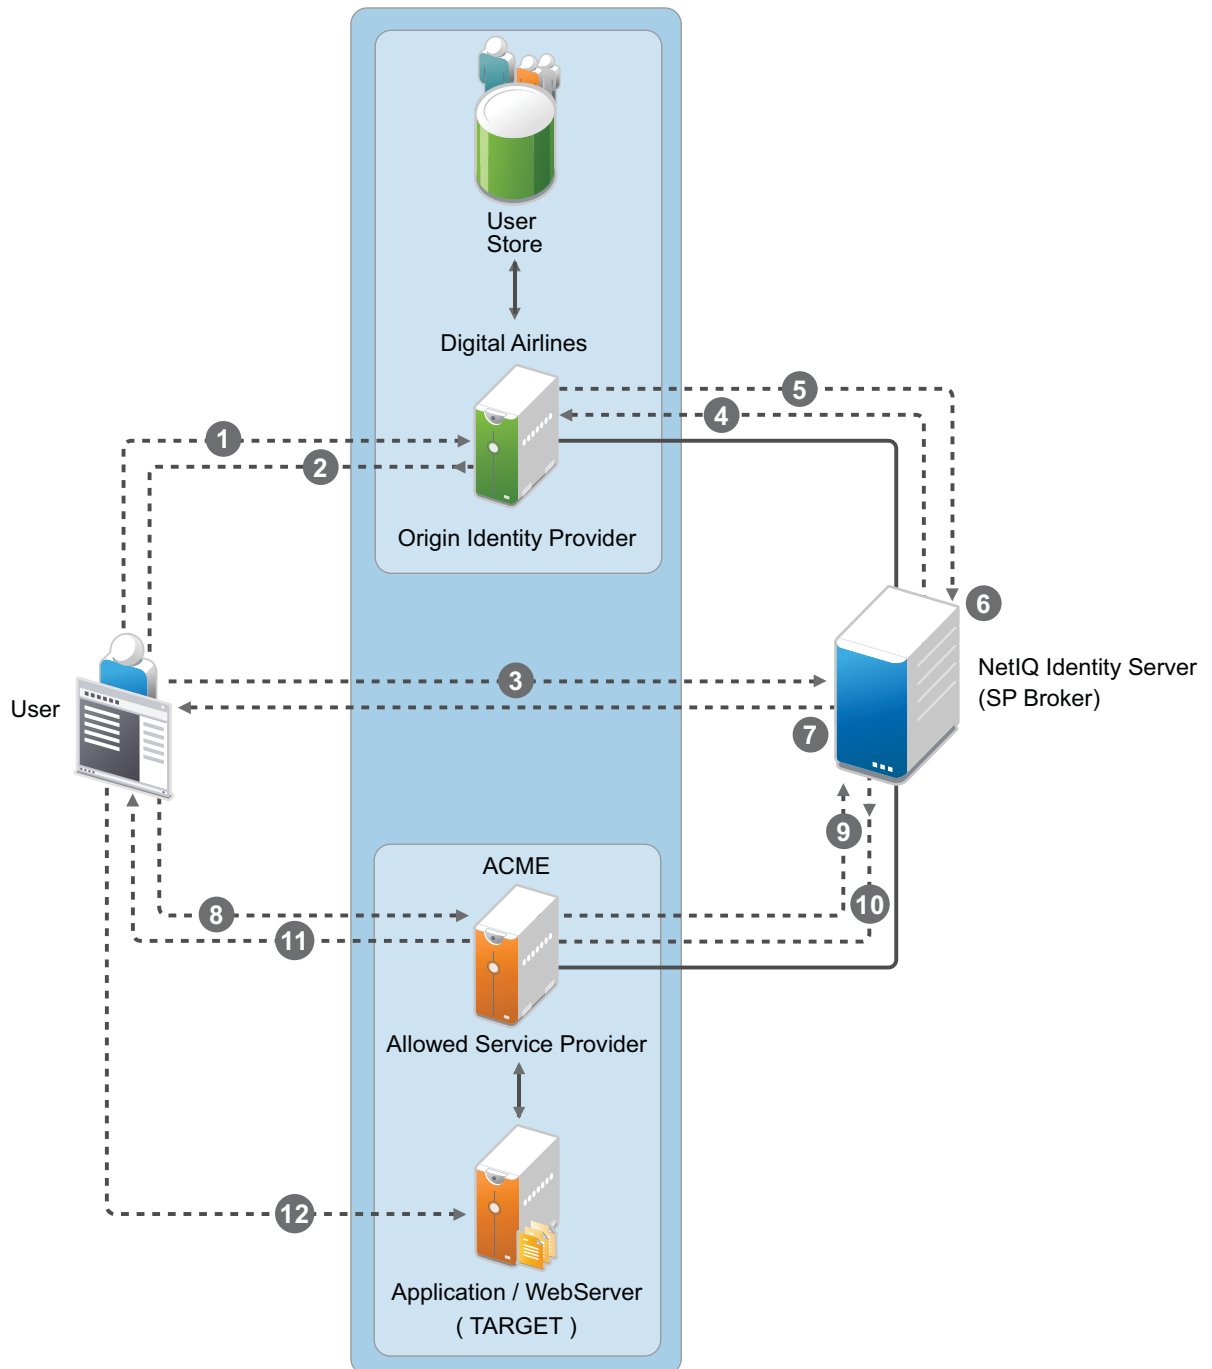 User
Store
Digital Airlines
5
4
1
2
Origin Identity Provider
6
NetIQ Identity Server
(SP Broker)
3
User
7
9
ACME
8
10
11
Allowed Service Provider
12
Application / WebServer
( TARGET )